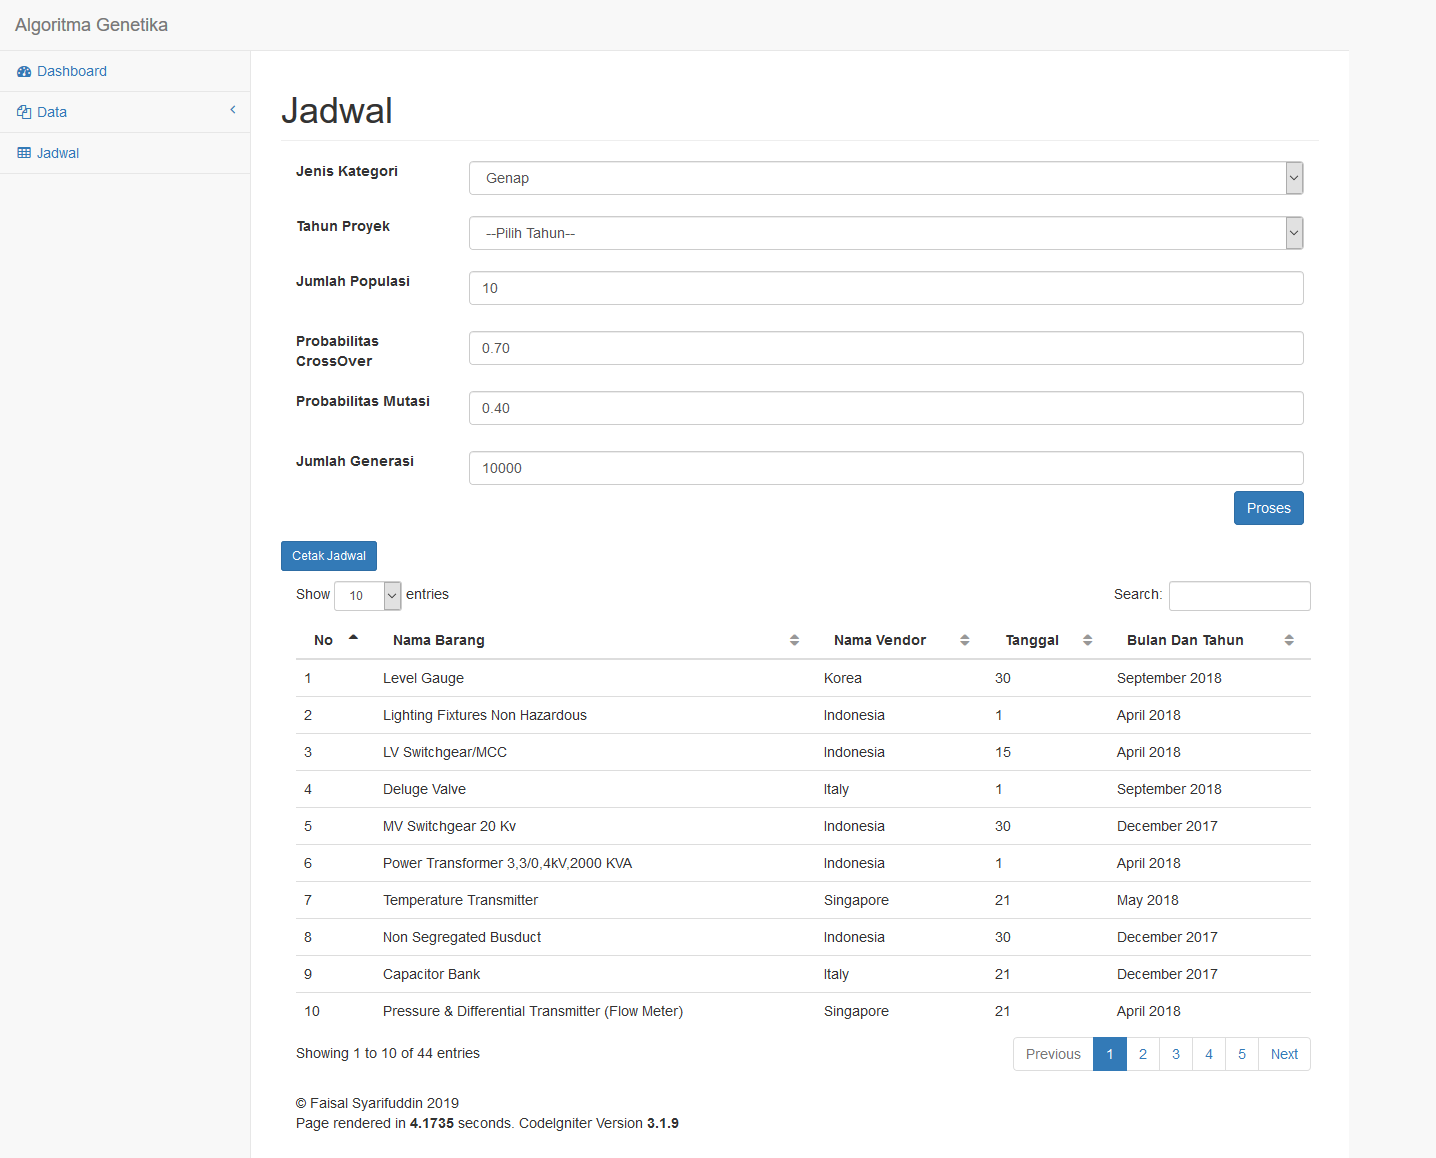 Algoritma Genetika
Dashboard
Data
Jadwal
Jadwal
Jenis Kategori
Genap
Tahun Proyek
--Pilih Tahun--
Jumlah Populasi
10
Probabilitas
CrossOver
0.70
Probabilitas Mutasi
0.40
Jumlah Generasi
10000
Proses
Cetak Jadwal
Show 10 entries
Search:
No Nama Barang Nama Vendor Tanggal Bulan Dan Tahun
1 Level Gauge Korea 30 September 2018
2 Lighting Fixtures Non Hazardous Indonesia 1 April 2018
3 LV Switchgear/MCC Indonesia 15 April 2018
4 Deluge Valve Italy 1 September 2018
5 MV Switchgear 20 Kv Indonesia 30 December 2017
6 Power Transformer 3,3/0,4kV,2000 KVA Indonesia 1 April 2018
7 Temperature Transmitter Singapore 21 May 2018
8 Non Segregated Busduct Indonesia 30 December 2017
9 Capacitor Bank Italy 21 December 2017
10 Pressure & Differential Transmitter (Flow Meter) Singapore 21 April 2018
Showing 1 to 10 of 44 entries
Previous 1 2 3 4 5 Next
© Faisal Syarifuddin 2019
Page rendered in 4.1735 seconds. CodeIgniter Version 3.1.9